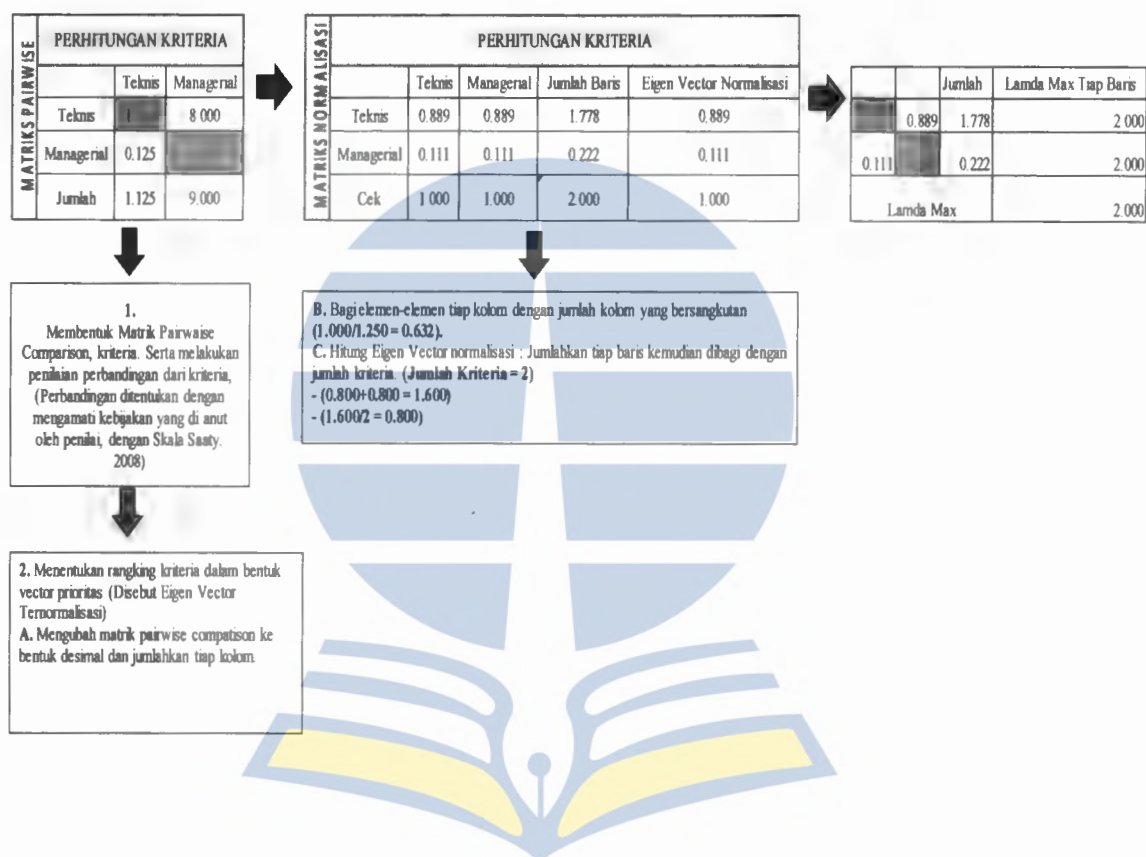 MATRIKS PAIRWISE
PERHITUNGAN KRITERIA
Teknis Managerial
Teknis 8.000
Managerial 0.125
Jumlah 1.125 9.000
MATRIKS NORMALISASI
PERHITUNGAN KRITERIA
Teknis Managerial Jumlah Baris Eigen Vector Normalisasi
Teknis 0.889 0.889 1.778 0.889
Managerial 0.111 0.111 0.222 0.111
Cek 1.000 1.000 2.000 1.000
Jumlah Lamda Max Tiap Baris
0.889 1.778 2.000
0.111 0.222 2.000
Lamda Max 2.000
1.
Membentuk Matrik Pairwaise
Comparison, kriteria. Serta melakukan
penilaian perbandingan dari kriteria,
(Perbandingan ditentukan dengan
mengamati kebijakan yang di anut
oleh penilai, dengan Skala Saaty.
2008)
B. Bagi elemen-elemen tiap kolom dengan jumlah kolom yang bersangkutan
(1.000/1.250 = 0.632).
C. Hitung Eigen Vector normalisasi : Jumlahkan tiap baris kemudian dibagi dengan
jumlah kriteria. (Jumlah Kriteria = 2)
- (0.800+0.800 = 1.600)
- (1.600/2 = 0.800)
2. Menentukan rangking kriteria dalam bentuk
vector prioritas (Disebut Eigen Vector
Ternormalisasi)
A. Mengubah matrik pairwise compatison ke
bentuk desimal dan jumlahkan tiap kolom.